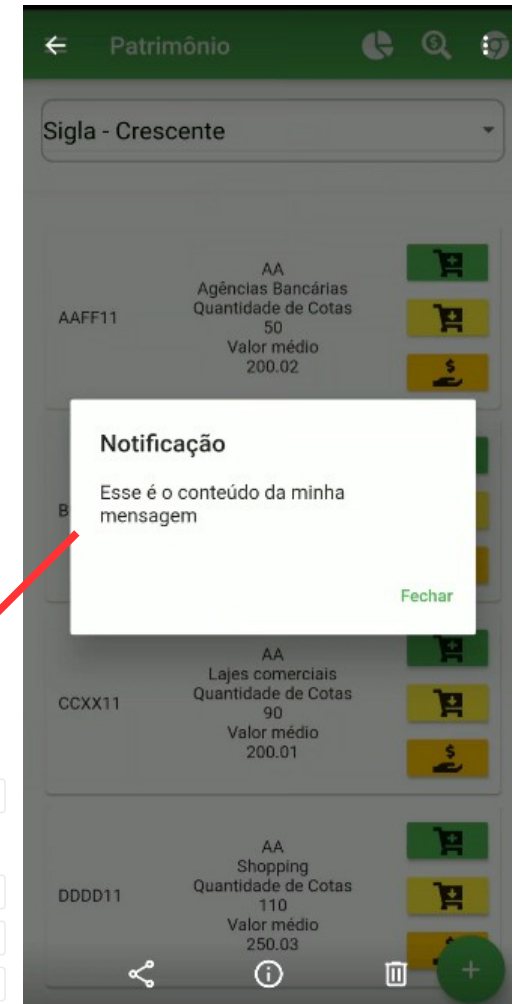 Patrimônio
Sigla - Crescente
AA
Agências Bancárias
AAFF11
Quantidade de Cotas
50
Valor médio
200.02
Notificação
B
Esse é o conteúdo da minha
mensagem
Fechar
AA
Lajes comerciais
CCXX11
Quantidade de Cotas
90
Valor médio
200.01
AA
Shopping
DDDD11
Quantidade de Cotas
110
Valor médio
250.03